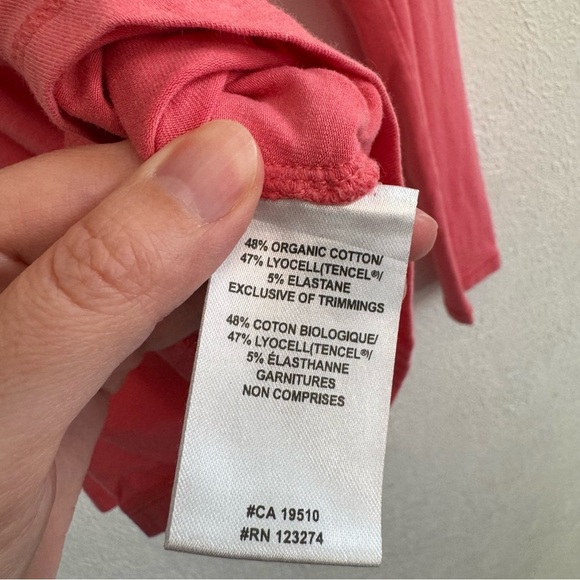 48% ORGANIC COTTON/
47% LYOCELL(TENCEL®)/
5% ELASTANE
EXCLUSIVE OF TRIMMINGS
48% COTON BIOLOGIQUE/
47% LYOCELL(TENCEL®)/
5% ÉLASTHANNE
GARNITURES
NON COMPRISES
#CA 19510
#RN 123274